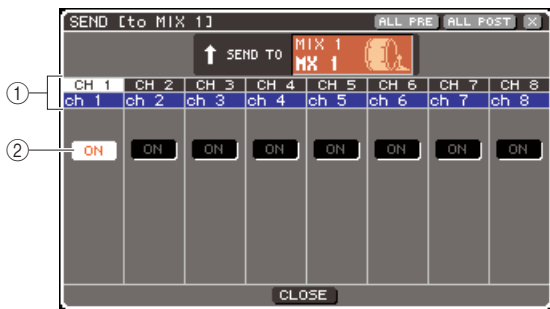 SEND [to MIX 1] ALL PRE ALL POST X
SEND TO MIX 1
MX 1
1 CH 1 CH 2 CH 3 CH 4 CH 5 CH 6 CH 7 CH 8
ch 1 ch 2 ch 3 ch 4 ch 5 ch 6 ch 7 ch 8
2 ON ON ON ON ON ON ON ON
CLOSE